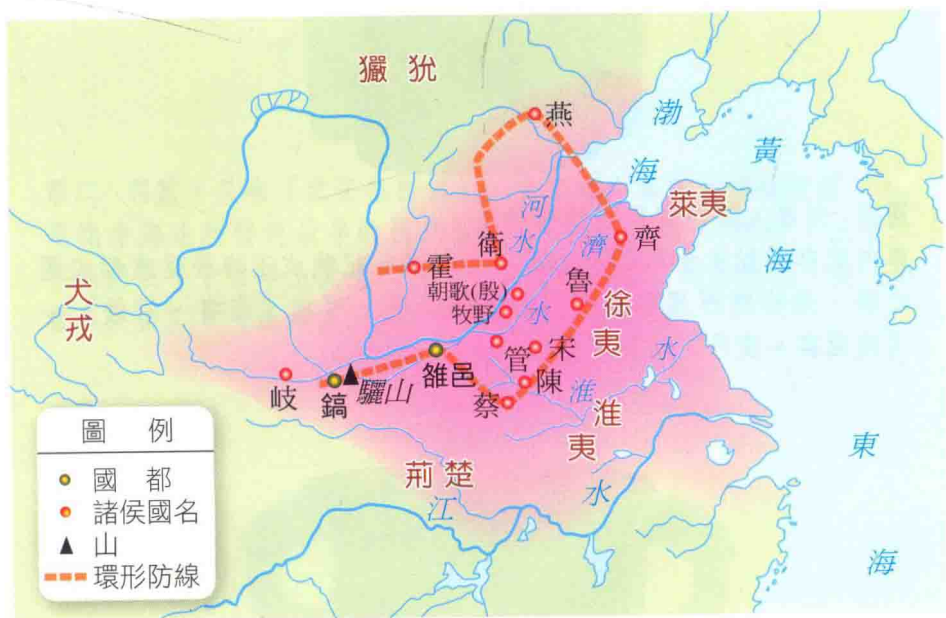 玁狁
燕
渤海
黃海
萊夷
河水
濟水
衛
齊
霍
魯
朝歌(殷)
牧野
徐夷
犬戎
管
宋
雒邑
陳
淮水
岐
鎬
驪山
蔡
淮夷
荊楚
江水
東海
圖 例
國 都
諸侯國名
山
環形防線